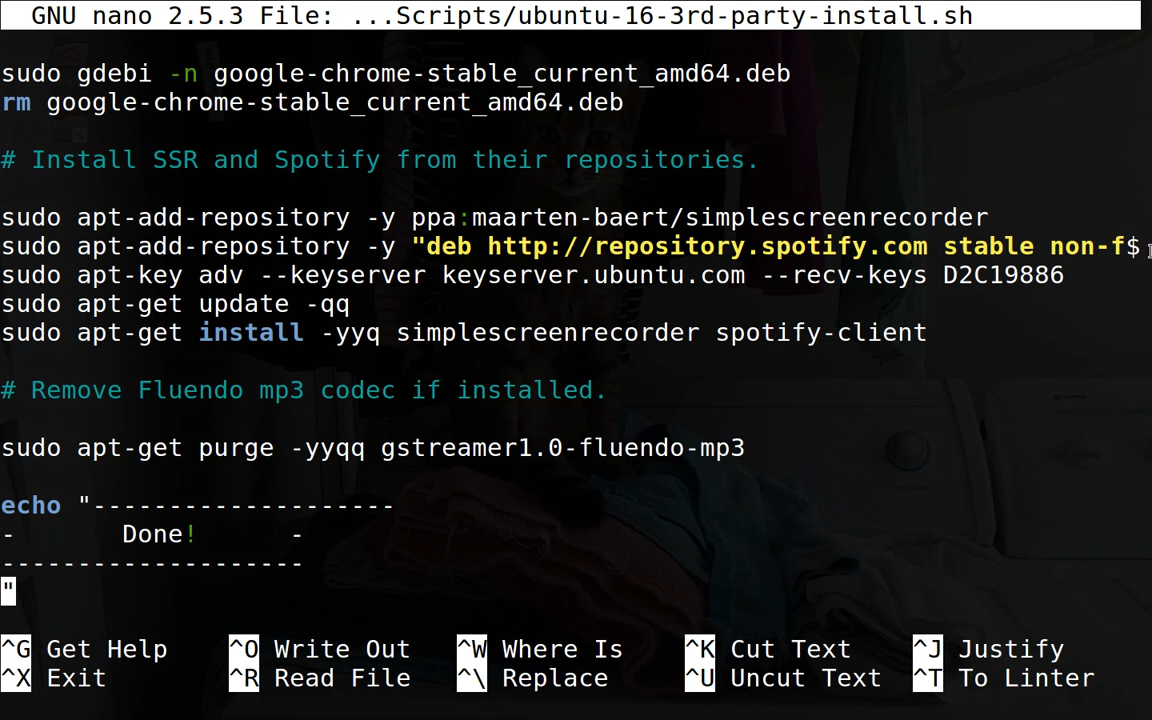 GNU nano 2.5.3 File: ...Scripts/ubuntu-16-3rd-party-install.sh
sudo gdebi -n google-chrome-stable_current_amd64.deb
rm google-chrome-stable_current_amd64.deb
# Install SSR and Spotify from their repositories.
sudo apt-add-repository -y ppa:maarten-baert/simplescreenrecorder
sudo apt-add-repository -y "deb http://repository.spotify.com stable non-f$
sudo apt-key adv --keyserver keyserver.ubuntu.com --recv-keys D2C19886
sudo apt-get update -qq
sudo apt-get install -yyq simplescreenrecorder spotify-client
# Remove Fluendo mp3 codec if installed.
sudo apt-get purge -yyqq gstreamer1.0-fluendo-mp3
echo "--------------------
-       Done!      -
--------------------
"
^G Get Help ^O Write Out ^W Where Is ^K Cut Text ^J Justify
^X Exit ^R Read File ^\ Replace ^U Uncut Text ^T To Linter